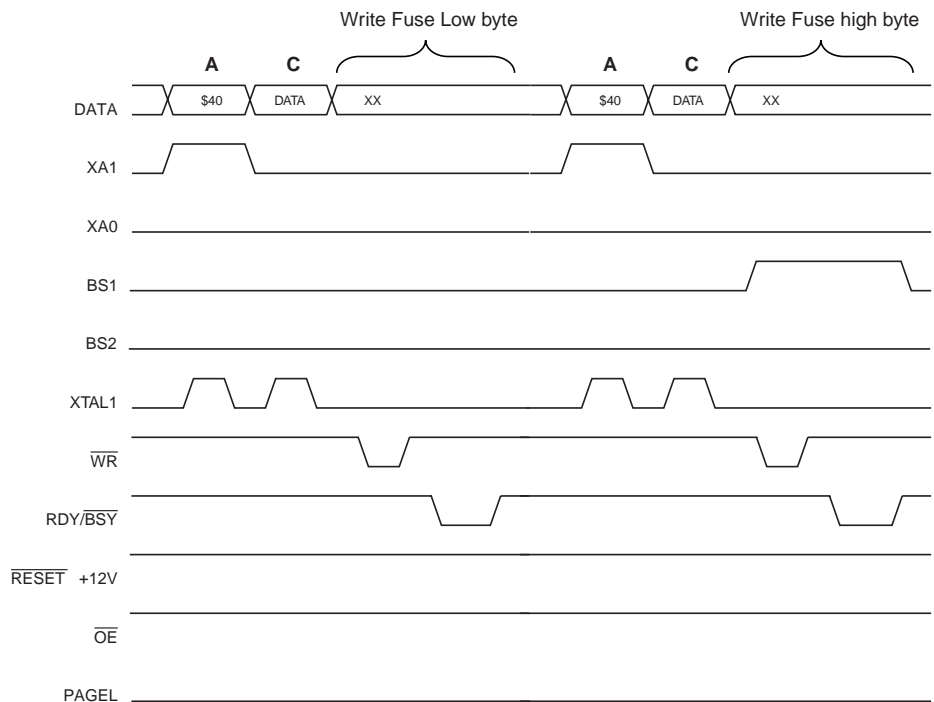 Write Fuse Low byte Write Fuse high byte
A C A C
DATA $40 DATA XX $40 DATA XX
XA1
XA0
BS1
BS2
XTAL1
WR
RDY/BSY
RESET +12V
OE
PAGEL